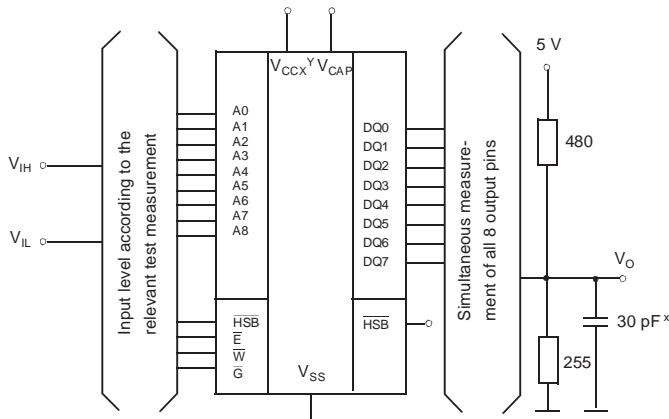 5 V
V_CCX^Y V_CAP
V_IH
V_IL
Input level according to the
relevant test measurement
A0
A1
A2
A3
A4
A5
A6
A7
A8
HSB
E
W
G
DQ0
DQ1
DQ2
DQ3
DQ4
DQ5
DQ6
DQ7
HSB
V_SS
Simultaneous measure-
ment of all 8 output pins
480
V_O
30 pF^x
255